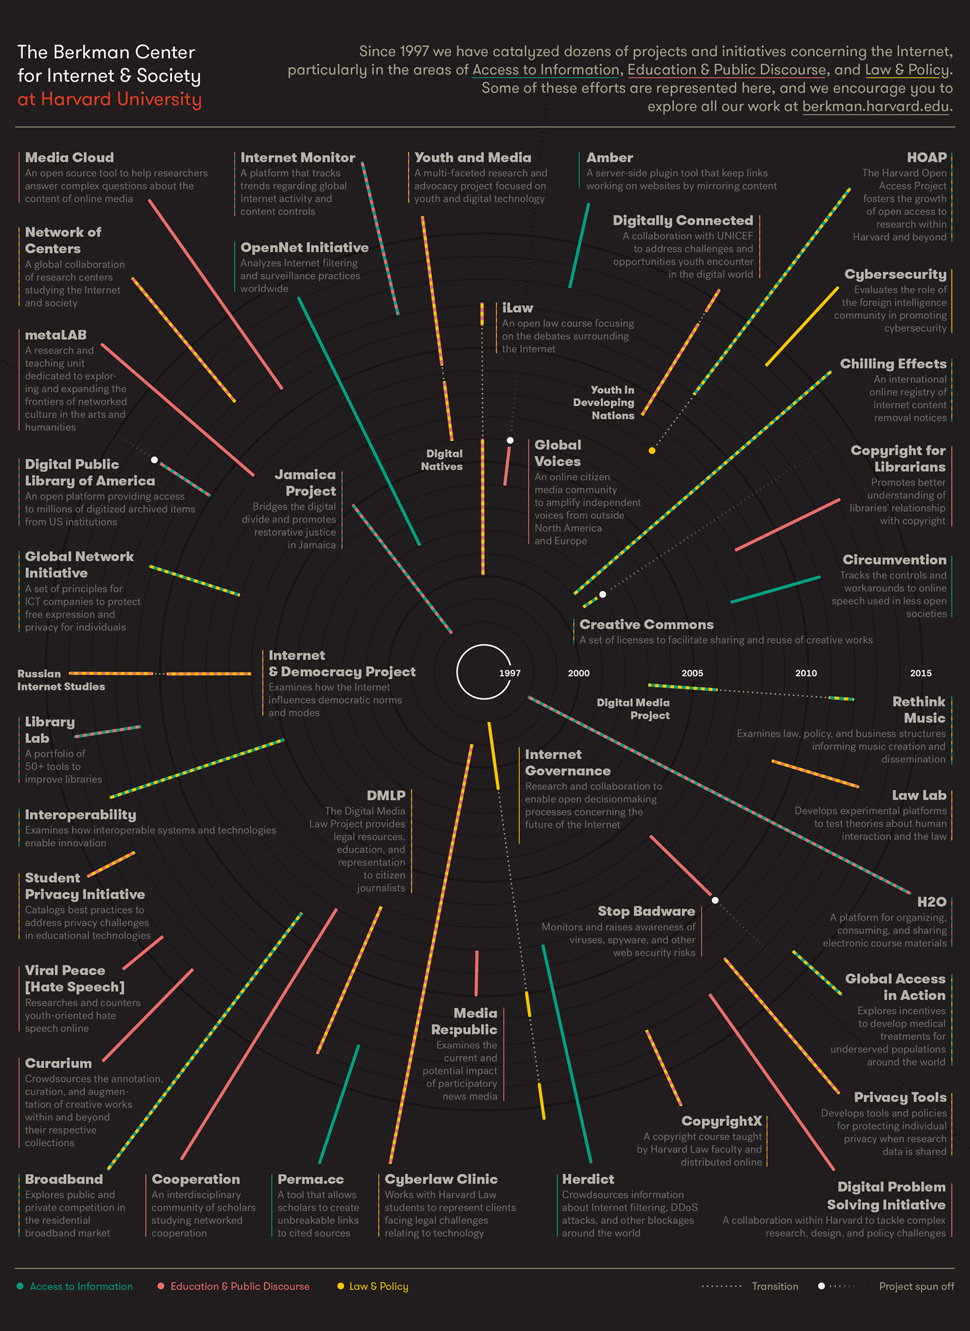 The Berkman Center
for Internet & Society
at Harvard University
Since 1997 we have catalyzed dozens of projects and initiatives concerning the Internet,
particularly in the areas of Access to Information, Education & Public Discourse, and Law & Policy.
Some of these efforts are represented here, and we encourage you to
explore all our work at berkman.harvard.edu.
Media Cloud
An open source tool to help researchers
answer complex questions about the
content of online media
Internet Monitor
A platform that tracks
trends regarding global
Internet activity and
content controls
Youth and Media
A multi-faceted research and
advocacy project focused on
youth and digital technology
Amber
A server-side plugin tool that keep links
working on websites by mirroring content
HOAP
The Harvard Open
Access Project
fosters the growth
of open access to
research within
Harvard and beyond
Network of
Centers
A global collaboration
of research centers
studying the Internet
and society
OpenNet Initiative
Analyzes Internet filtering
and surveillance practices
worldwide
Digitally Connected
A collaboration with UNICEF
to address challenges and
opportunities youth encounter
in the digital world
Cybersecurity
Evaluates the role of
the foreign intelligence
community in promoting
cybersecurity
iLaw
An open law course focusing
on the debates surrounding
the Internet
metaLAB
A research and
teaching unit
dedicated to explor-
ing and expanding the
frontiers of networked
culture in the arts and
humanities
Chilling Effects
An international
online registry of
Internet content
removal notices
Youth in
Developing
Nations
Digital
Natives
Global
Voices
An online citizen
media community
to amplify independent
voices from outside
North America
and Europe
Copyright for
Librarians
Promotes better
understanding of
libraries' relationship
with copyright
Digital Public
Library of America
An open platform providing access
to millions of digitized archived items
from US institutions
Jamaica
Project
Bridges the digital
divide and promotes
restorative justice
in Jamaica
Global Network
Initiative
A set of principles for
ICT companies to protect
free expression and
privacy for individuals
Circumvention
Tracks the controls and
workarounds to online
speech used in less open
societies
Creative Commons
A set of licenses to facilitate sharing and reuse of creative works
Russian
Internet Studies
Internet
& Democracy Project
Examines how the Internet
influences democratic norms
and modes
1997
2000
2005
2010
2015
Digital Media
Project
Rethink
Music
Examines law, policy, and business structures
informing music creation and
dissemination
Library
Lab
A portfolio of
50+ tools to
improve libraries
Internet
Governance
Research and collaboration to
enable open decisionmaking
processes concerning the
future of the Internet
Law Lab
Develops experimental platforms
to test theories about human
interaction and the law
DMLP
The Digital Media
Law Project provides
legal resources,
education, and
representation
to citizen
journalists
Interoperability
Examines how interoperable systems and technologies
enable innovation
Student
Privacy Initiative
Catalogs best practices to
address privacy challenges
in educational technologies
H2O
A platform for organizing,
consuming, and sharing
electronic course materials
Stop Badware
Monitors and raises awareness of
viruses, spyware, and other
web security risks
Viral Peace
[Hate Speech]
Researches and counters
youth-oriented hate
speech online
Global Access
in Action
Explores incentives
to develop medical
treatments for
underserved populations
around the world
Media
Re:public
Examines the
current and
potential impact
of participatory
news media
Curarium
Crowdsources the annotation,
curation, and augmen-
tation of creative works
within and beyond
their respective
collections
Privacy Tools
Develops tools and policies
for protecting individual
privacy when research
data is shared
CopyrightX
A copyright course taught
by Harvard Law faculty and
distributed online
Broadband
Explores public and
private competition in
the residential
broadband market
Cooperation
An interdisciplinary
community of scholars
studying networked
cooperation
Perma.cc
A tool that allows
scholars to create
unbreakable links
to cited sources
Cyberlaw Clinic
Works with Harvard Law
students to represent clients
facing legal challenges
relating to technology
Herdict
Crowdsources information
about Internet filtering, DDoS
attacks, and other blockages
around the world
Digital Problem
Solving Initiative
A collaboration within Harvard to tackle complex
research, design, and policy challenges
Access to Information
Education & Public Discourse
Law & Policy
Transition
Project spun off